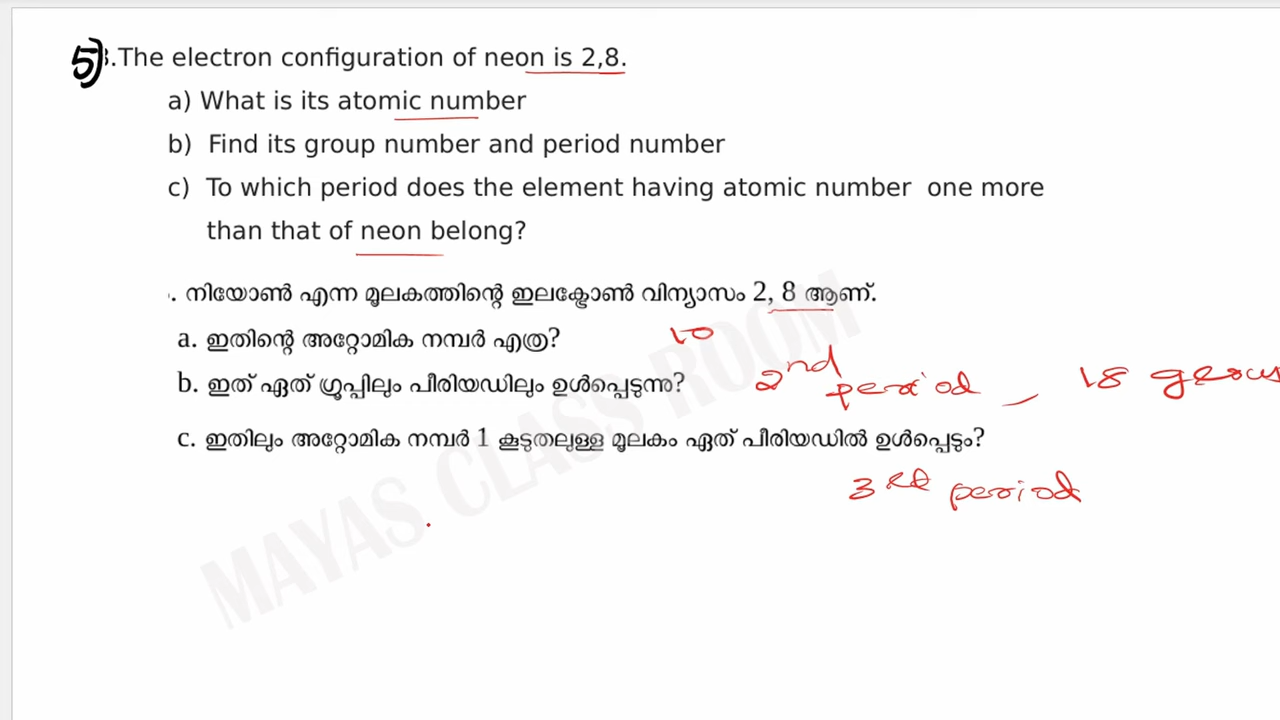 5) .The electron configuration of neon is 2,8.
a) What is its atomic number
b) Find its group number and period number
c) To which period does the element having atomic number one more
than that of neon belong?
. നിയോൺ എന്ന മൂലകത്തിന്റെ ഇലക്ട്രോൺ വിന്യാസം 2, 8 ആണ്.
a. ഇതിന്റെ അറ്റോമിക നമ്പർ എത്ര? 10
b. ഇത് ഏത് ഗ്രൂപ്പിലും പീരിയഡിലും ഉൾപ്പെടുന്നു? 2nd period – 18
c. ഇതിലും അറ്റോമിക നമ്പർ 1 കൂടുതലുള്ള മൂലകം ഏത് പീരിയഡിൽ ഉൾപ്പെടും?
3rd period
MAYAS CLASS ROOM